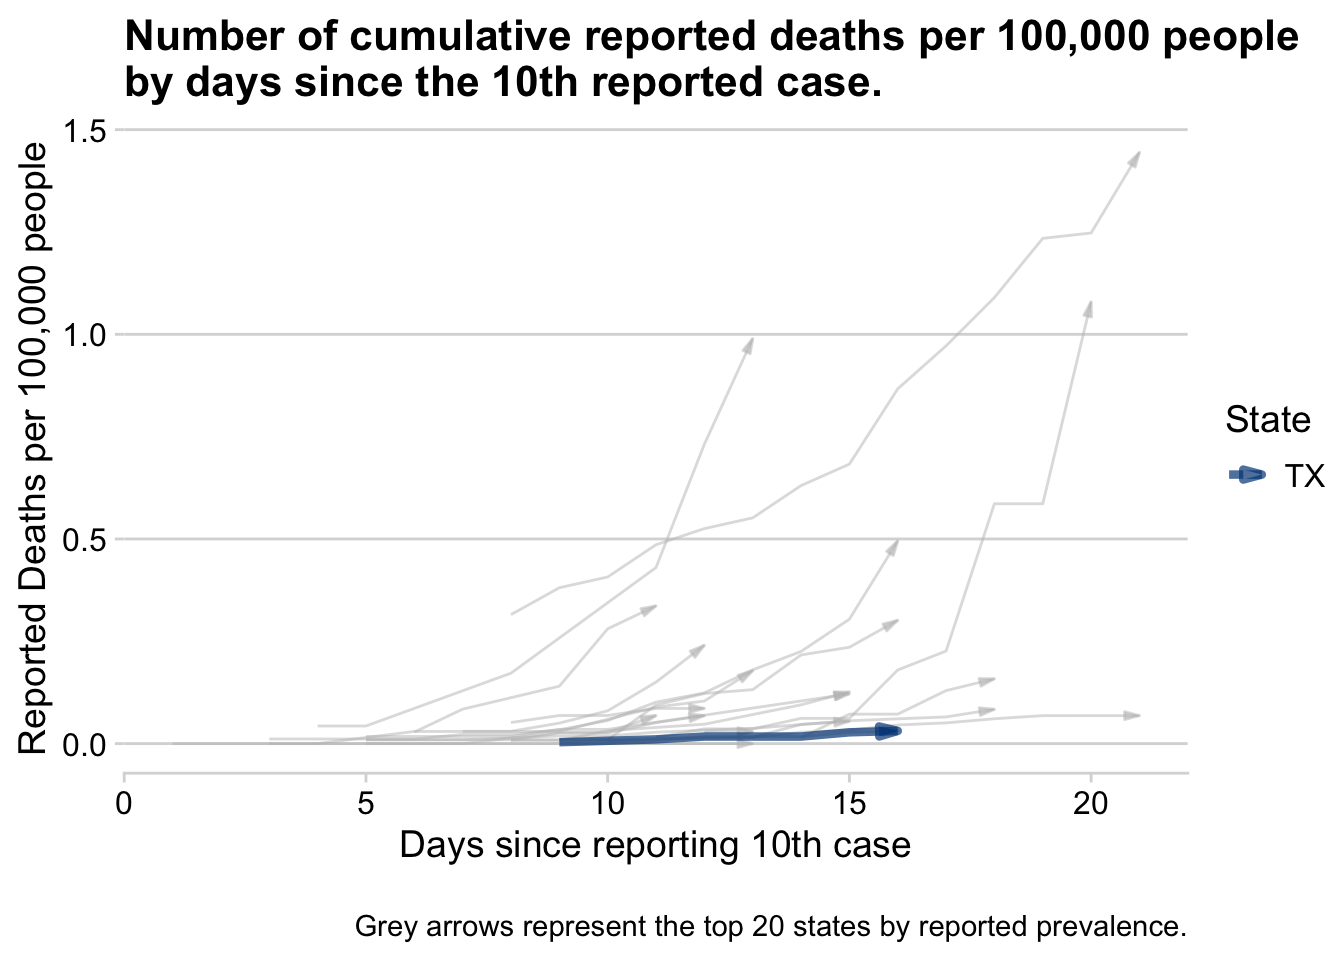 Number of cumulative reported deaths per 100,000 people
by days since the 10th reported case.
Reported Deaths per 100,000 people
1.5
1.0
0.5
0.0
0 5 10 15 20
Days since reporting 10th case
State
TX
Grey arrows represent the top 20 states by reported prevalence.